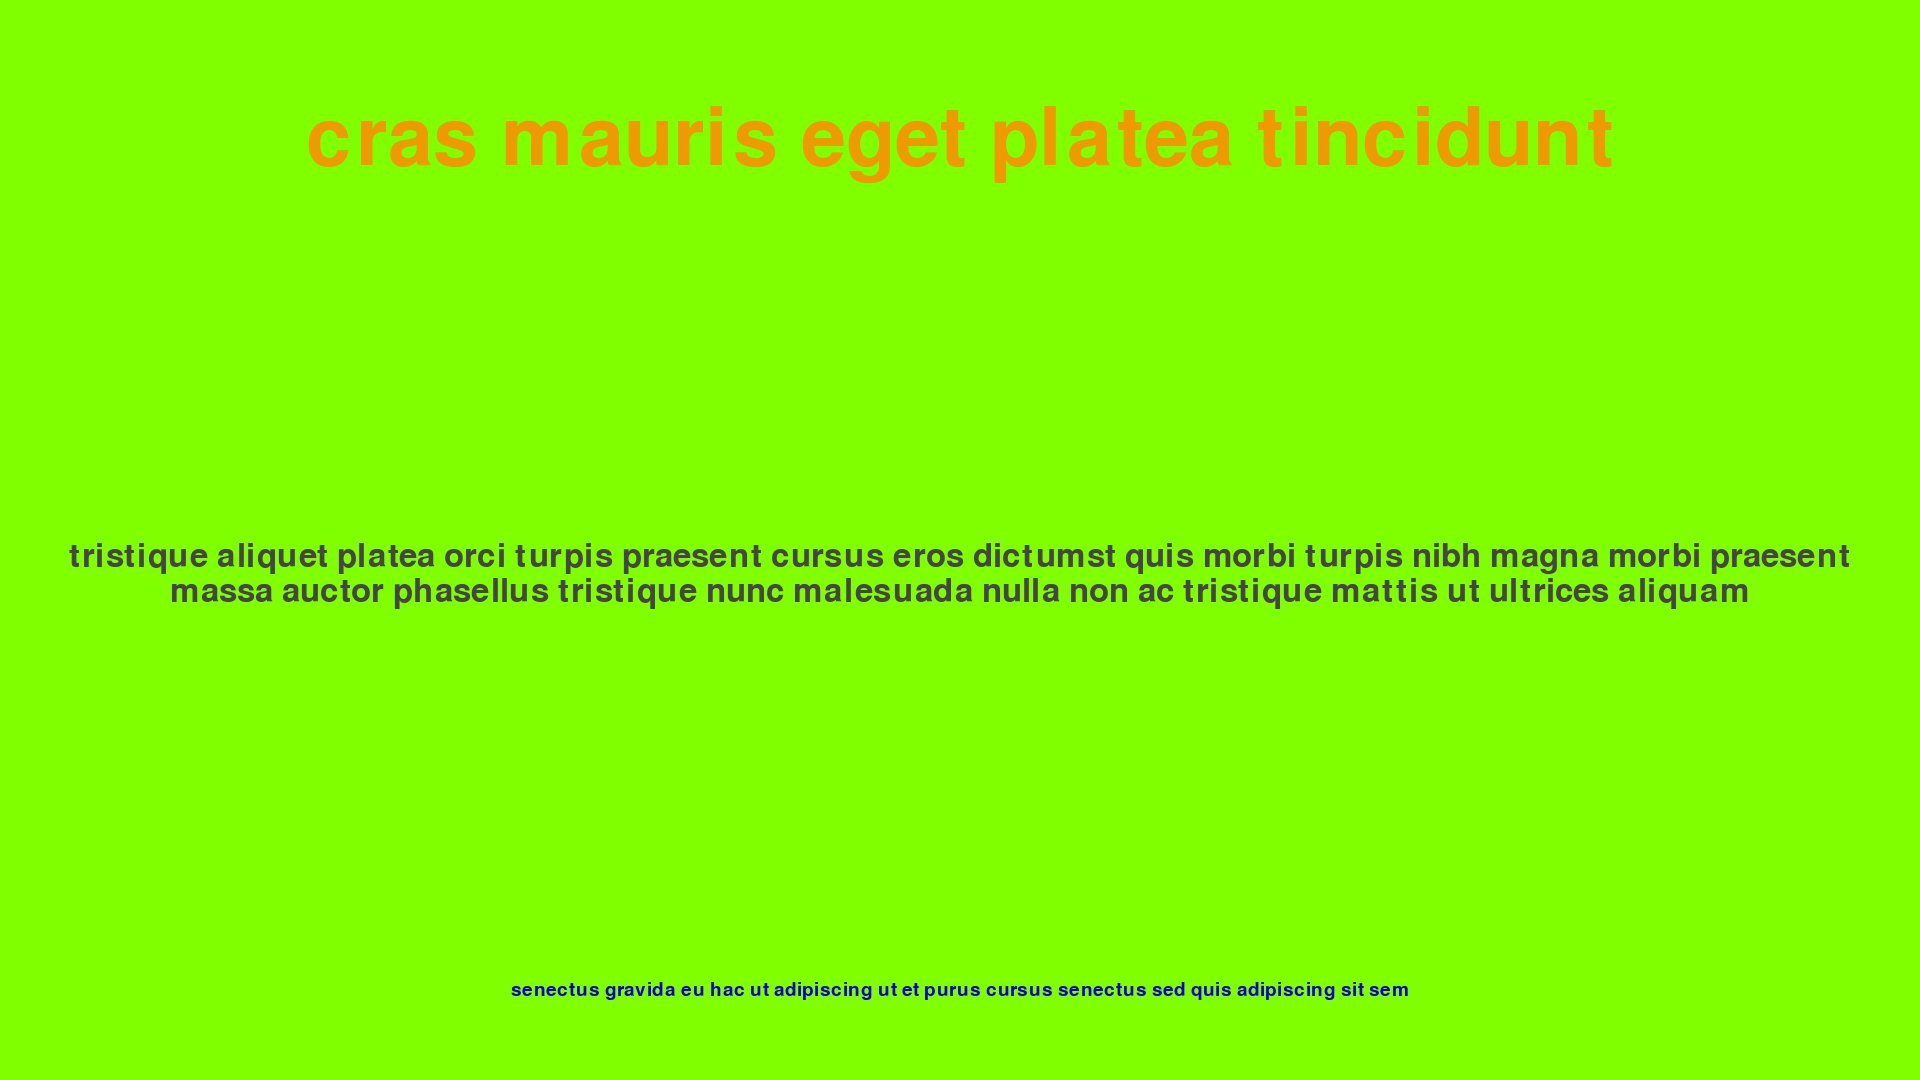 cras mauris eget platea tincidunt
tristique aliquet platea orci turpis praesent cursus eros dictumst quis morbi turpis nibh magna morbi praesent
massa auctor phasellus tristique nunc malesuada nulla non ac tristique mattis ut ultrices aliquam
senectus gravida eu hac ut adipiscing ut et purus cursus senectus sed quis adipiscing sit sem